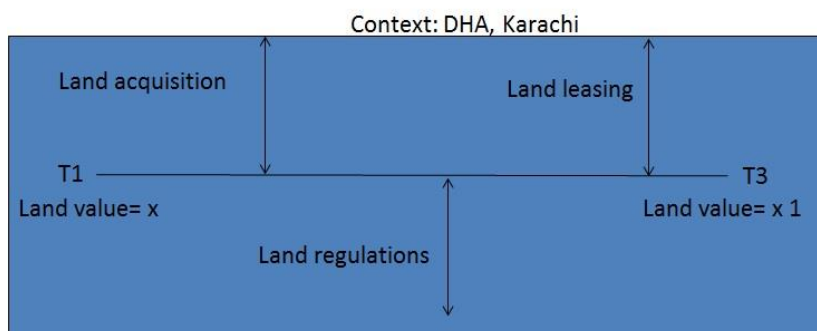 Context: DHA, Karachi
Land acquisition
Land leasing
T1
T3
Land value= x
Land value= x 1
Land regulations